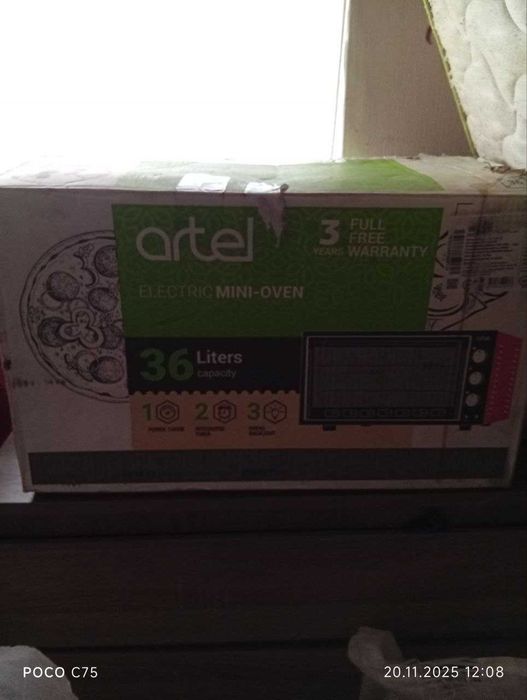 artel
3 YEARS FULL FREE WARRANTY
ELECTRIC MINI-OVEN
36 Liters capacity
1 2 3
POCO C75
20.11.2025 12:08